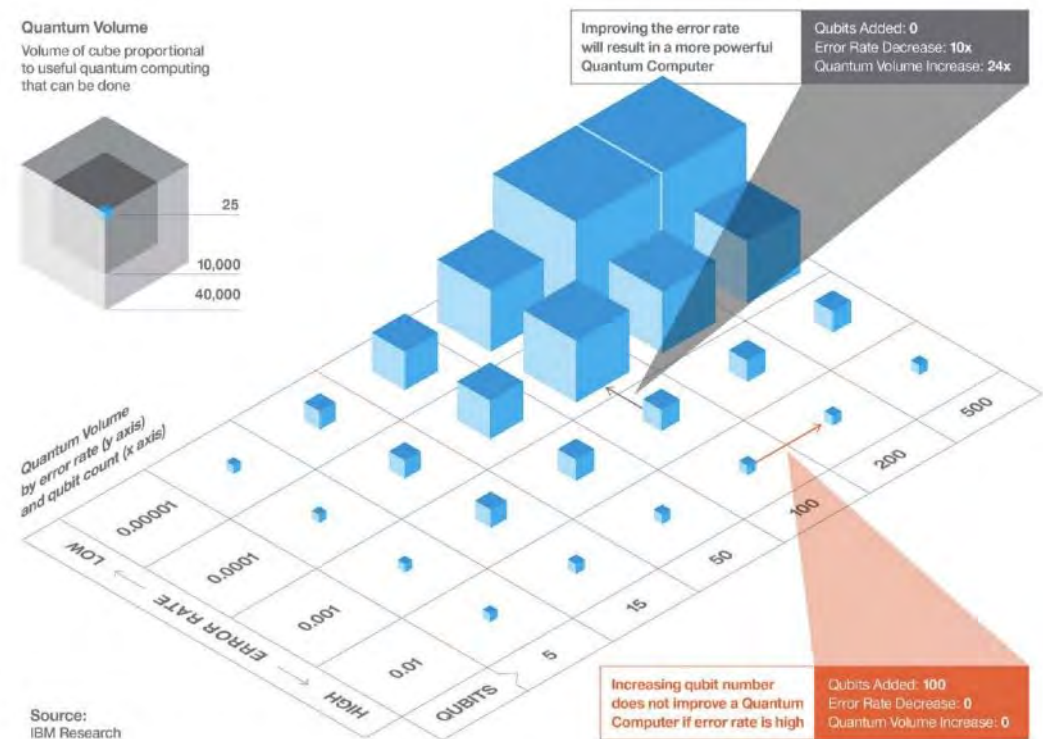 Quantum Volume
Volume of cube proportional
to useful quantum computing
that can be done
25
10,000
40,000
Improving the error rate
will result in a more powerful
Quantum Computer
Qubits Added: 0
Error Rate Decrease: 10x
Quantum Volume Increase: 24x
Quantum Volume
by error rate (y axis)
and qubit count (x axis)
0.00001
0.0001
0.001
0.01
LOW ← ERROR RATE → HIGH
QUBITS
5
15
50
100
200
500
Increasing qubit number
does not improve a Quantum
Computer if error rate is high
Qubits Added: 100
Error Rate Decrease: 0
Quantum Volume Increase: 0
Source:
IBM Research